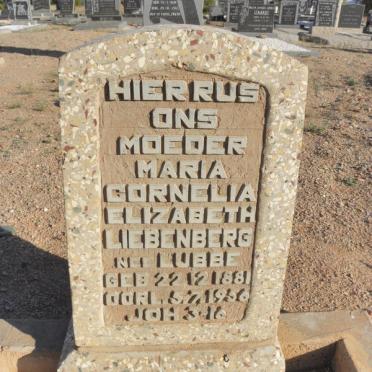 HIER RUS
ONS
MOEDER
MARIA
CORNELIA
ELIZABETH
LIEBENBERG
NEE LUBBE
GEB 22.12.1881
OORL 5.7.1936
JOH 3:16